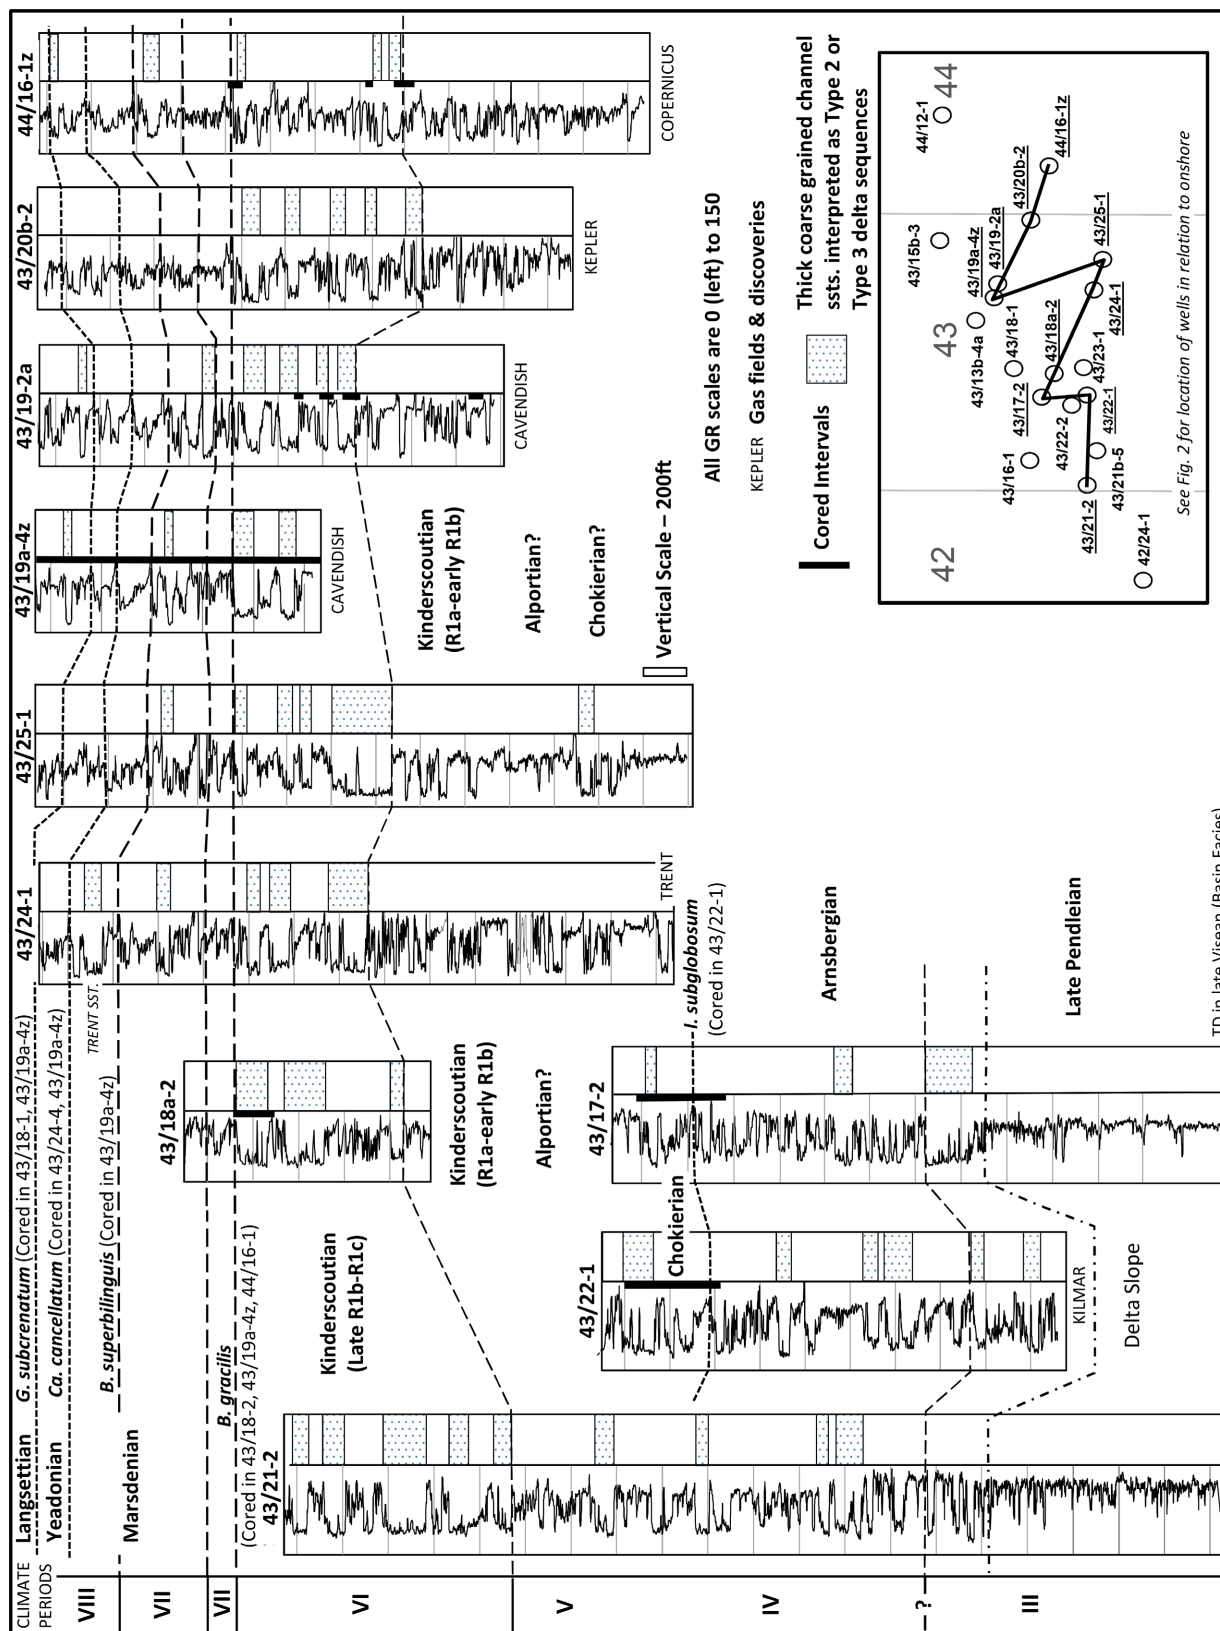 CLIMATE
PERIODS
VIII
VII
VII
VI
V
IV
?
III
Langsettian
G. subcrenatum (Cored in 43/18-1, 43/19a-4z)
Yeadonian
Ca. cancellatum (Cored in 43/24-4, 43/19a-4z)
TRENT SST.
B. superbilinguis (Cored in 43/19a-4z)
Marsdenian
B. gracilis
(Cored in 43/18-2, 43/19a-4z, 44/16-1)
43/21-2
43/22-1
43/17-2
43/18a-2
43/24-1
43/25-1
43/19a-4z
43/19-2a
43/20b-2
44/16-1z
Kinderscoutian
(Late R1b-R1c)
Kinderscoutian
(R1a-early R1b)
Alportian?
Chokierian
KILMAR
Delta Slope
I. subglobosum
(Cored in 43/22-1)
Arnsbergian
Late Pendleian
TD in late Visean (Basin Facies)
TRENT
Kinderscoutian
(R1a-early R1b)
Alportian?
Chokierian?
Vertical Scale – 200ft
CAVENDISH
CAVENDISH
KEPLER
COPERNICUS
All GR scales are 0 (left) to 150
KEPLER Gas fields & discoveries
Cored Intervals
Thick coarse grained channel
ssts. interpreted as Type 2 or
Type 3 delta sequences
42
43
44
44/12-1
43/15b-3
43/13b-4a
43/19a-4z
43/19-2a
43/20b-2
44/16-1z
43/18-1
43/18a-2
43/25-1
43/24-1
43/23-1
43/17-2
43/16-1
43/22-2
43/22-1
43/21b-5
43/21-2
42/24-1
See Fig. 2 for location of wells in relation to onshore